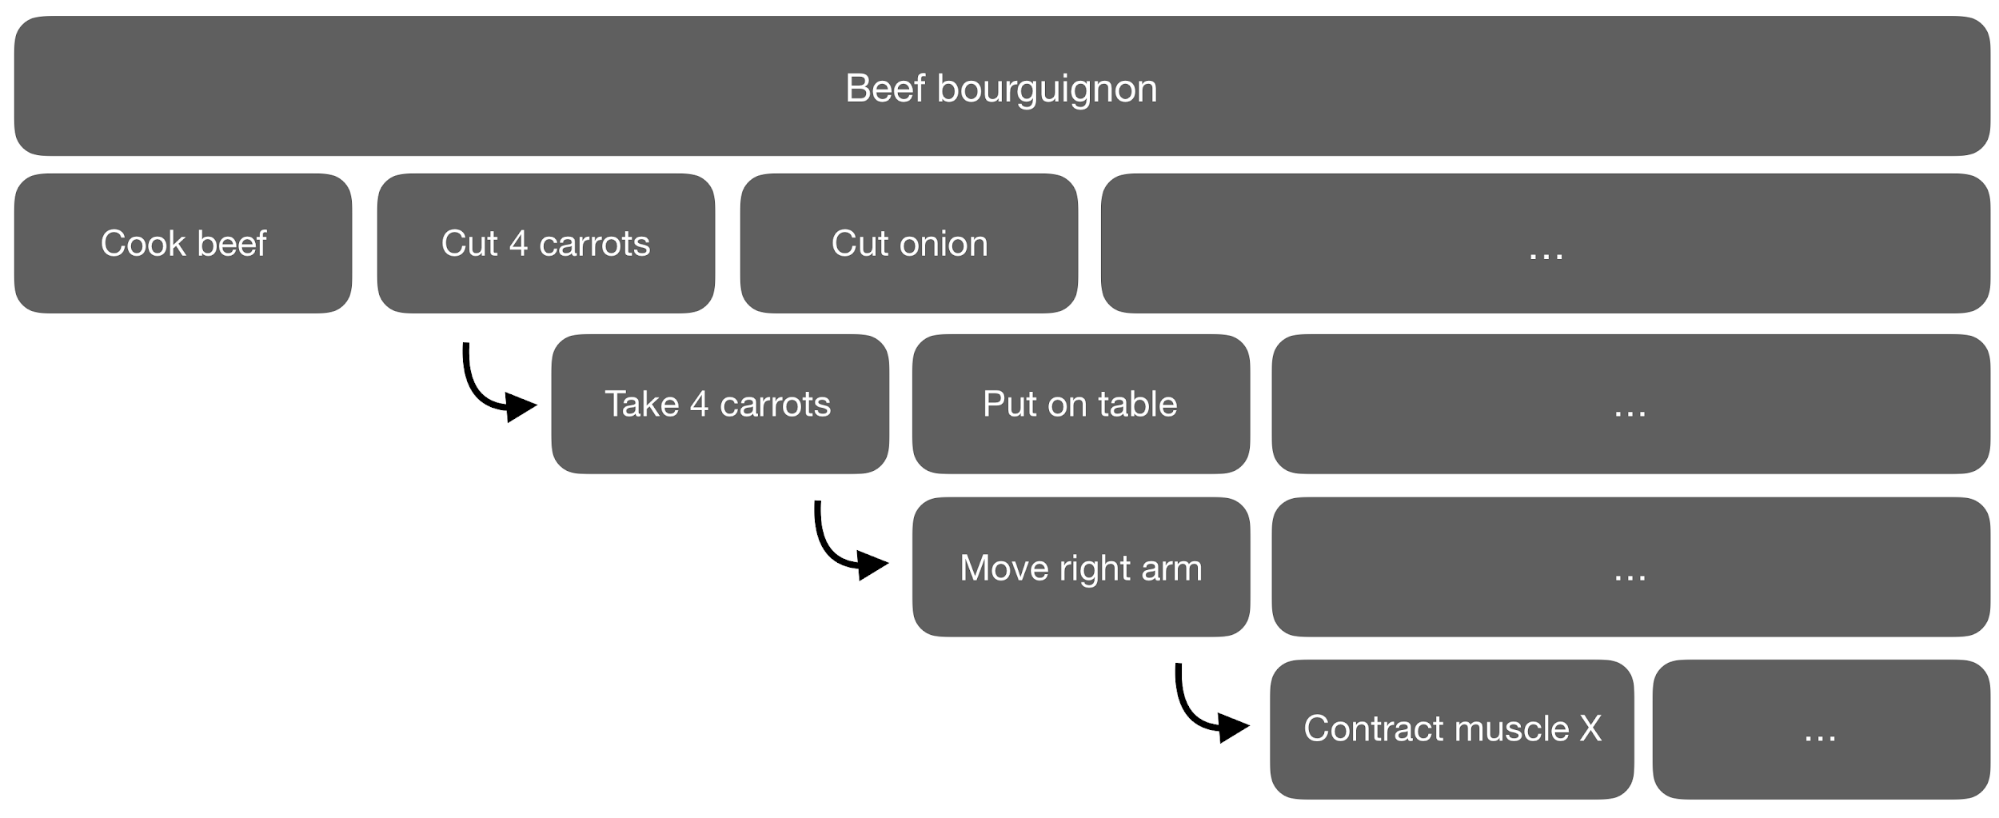 Beef bourguignon
Cook beef
Cut 4 carrots
Cut onion
...
Take 4 carrots
Put on table
...
Move right arm
...
Contract muscle X
...